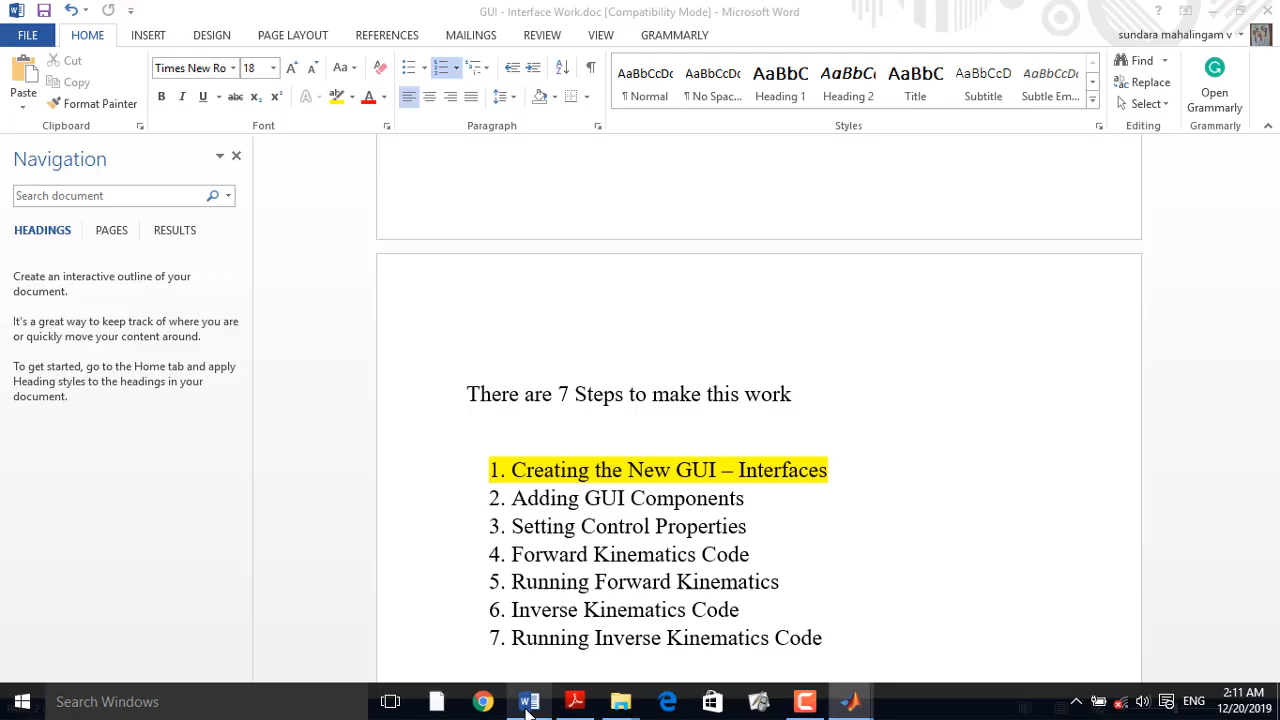 GUI - Interface Work.doc [Compatibility Mode] - Microsoft Word
FILE HOME INSERT DESIGN PAGE LAYOUT REFERENCES MAILINGS REVIEW VIEW GRAMMARLY sundara mahalingam v
Paste
Cut
Copy
Format Painter
Clipboard
Times New Ro 18
Font
Paragraph
AaBbCcDc AaBbCcDc AaBbC AaBbCc AaBbC AaBbCcD AaBbCcDc
¶ Normal ¶ No Spac... Heading 1 Heading 2 Title Subtitle Subtle Em...
Styles
Find
Replace
Select
Editing
Open
Grammarly
Grammarly
Navigation
Search document
HEADINGS PAGES RESULTS
Create an interactive outline of your
document.
It's a great way to keep track of where you are
or quickly move your content around.
To get started, go to the Home tab and apply
Heading styles to the headings in your
document.
There are 7 Steps to make this work
1. Creating the New GUI – Interfaces
2. Adding GUI Components
3. Setting Control Properties
4. Forward Kinematics Code
5. Running Forward Kinematics
6. Inverse Kinematics Code
7. Running Inverse Kinematics Code
Search Windows
ENG
2:11 AM
12/20/2019